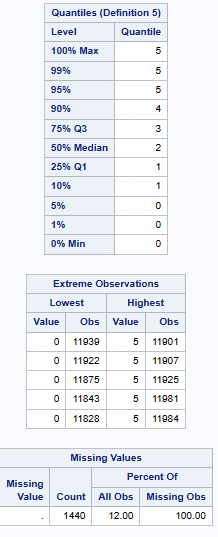 Quantiles (Definition 5)
Level Quantile
100% Max 5
99% 5
95% 5
90% 4
75% Q3 3
50% Median 2
25% Q1 1
10% 1
5% 0
1% 0
0% Min 0
Extreme Observations
Lowest Highest
Value Obs Value Obs
0 11939 5 11901
0 11922 5 11907
0 11875 5 11925
0 11843 5 11981
0 11828 5 11984
Missing Values
Percent Of
Missing Value Count All Obs Missing Obs
. 1440 12.00 100.00